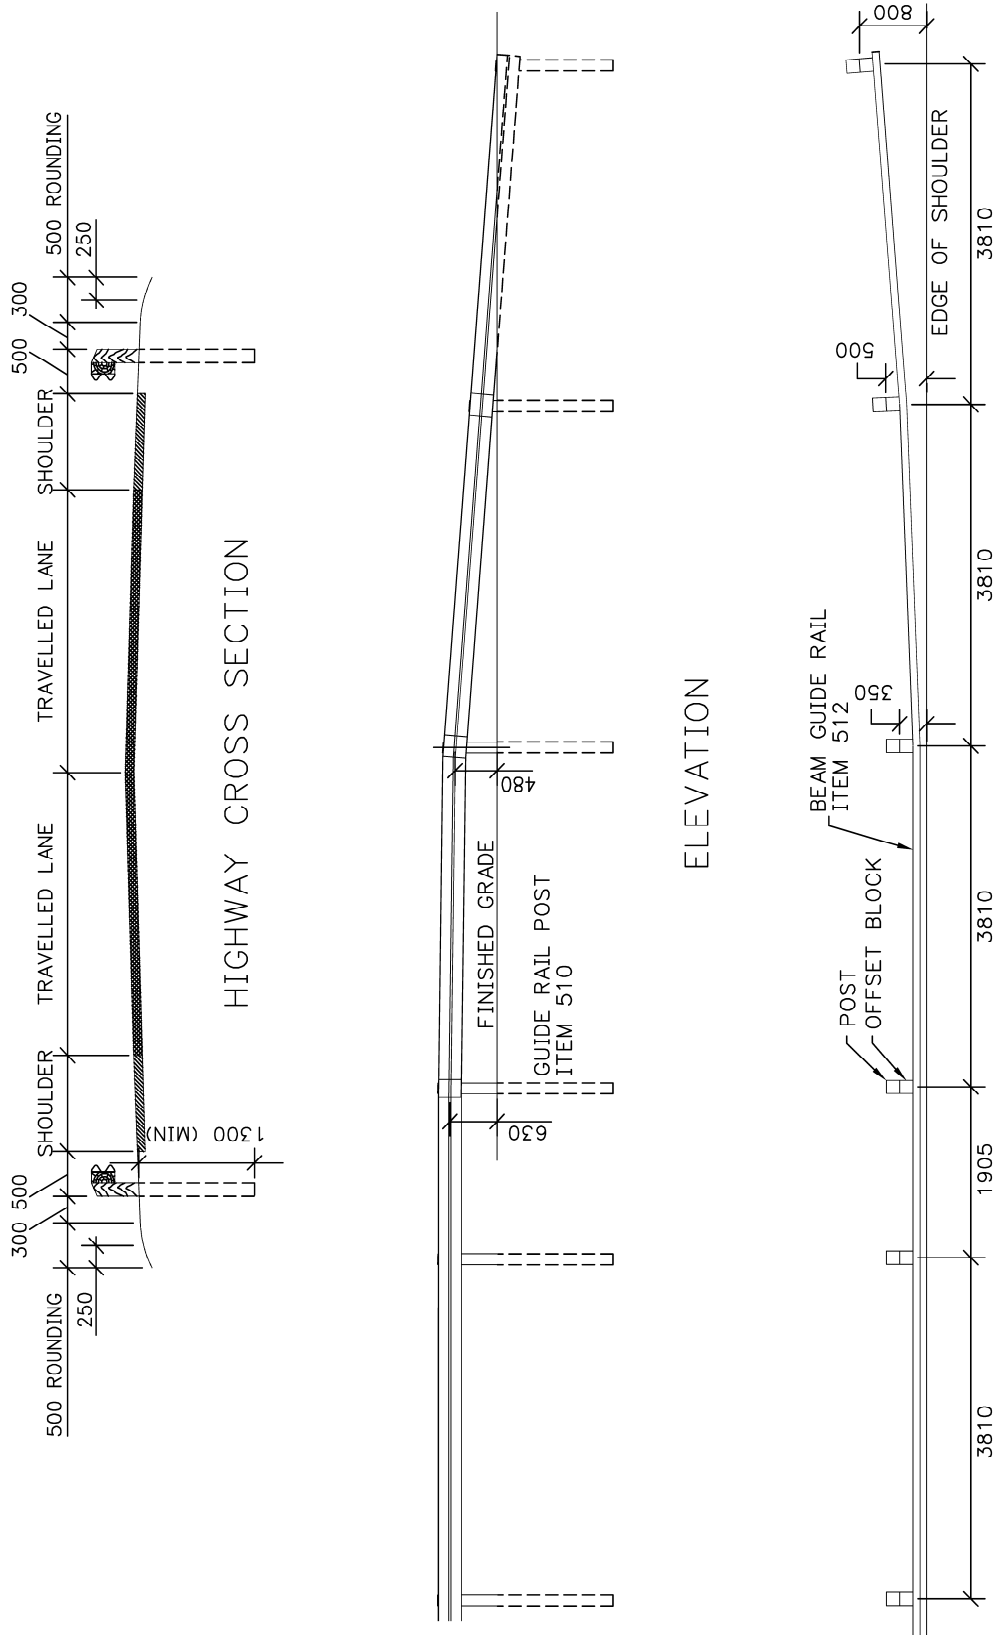 500 ROUNDING
300 500
SHOULDER
TRAVELLED LANE
TRAVELLED LANE
SHOULDER
500
300
500 ROUNDING
250
250
1300 (MIN)
HIGHWAY CROSS SECTION
630
480
FINISHED GRADE
GUIDE RAIL POST
ITEM 510
ELEVATION
BEAM GUIDE RAIL
ITEM 512
POST
OFFSET BLOCK
350
500
800
EDGE OF SHOULDER
3810
1905
3810
3810
3810